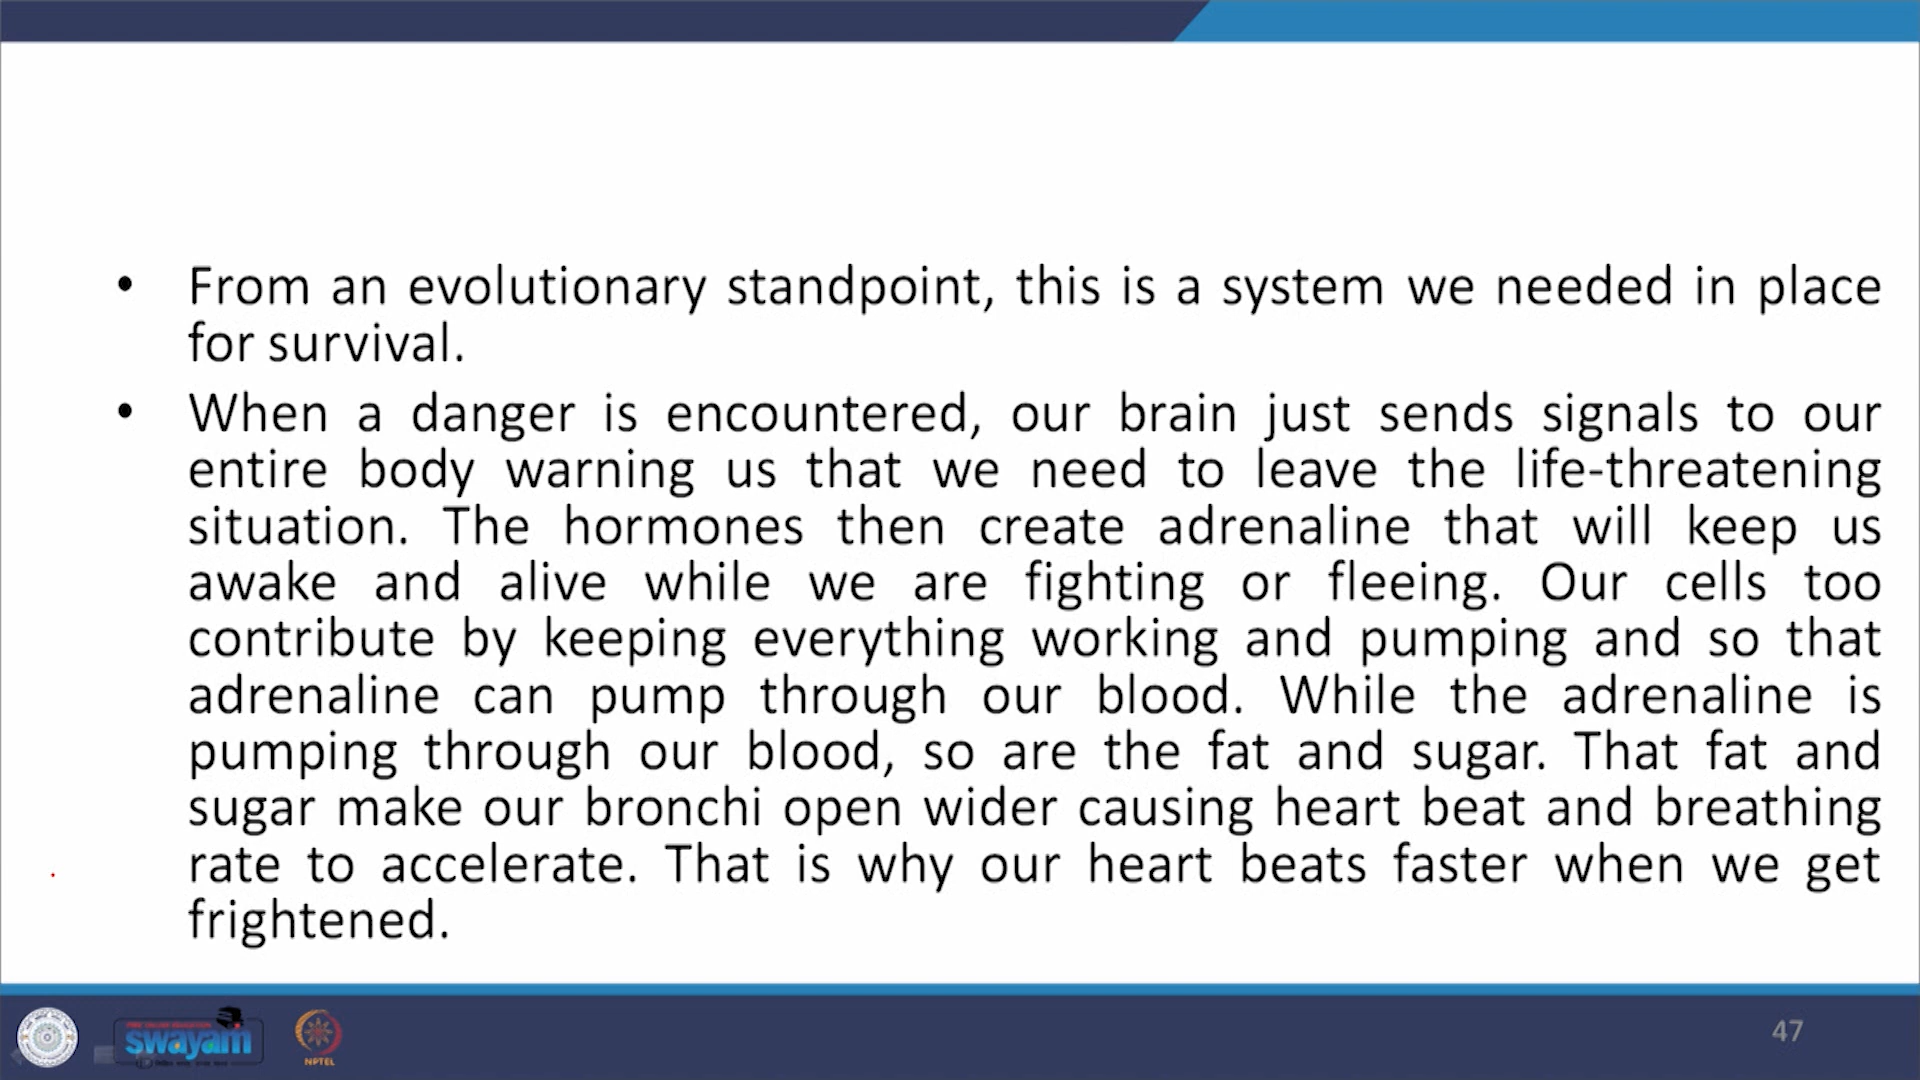 • From an evolutionary standpoint, this is a system we needed in place
for survival.
• When a danger is encountered, our brain just sends signals to our
entire body warning us that we need to leave the life-threatening
situation. The hormones then create adrenaline that will keep us
awake and alive while we are fighting or fleeing. Our cells too
contribute by keeping everything working and pumping and so that
adrenaline can pump through our blood. While the adrenaline is
pumping through our blood, so are the fat and sugar. That fat and
sugar make our bronchi open wider causing heart beat and breathing
rate to accelerate. That is why our heart beats faster when we get
frightened.
swayam
NPTEL
47